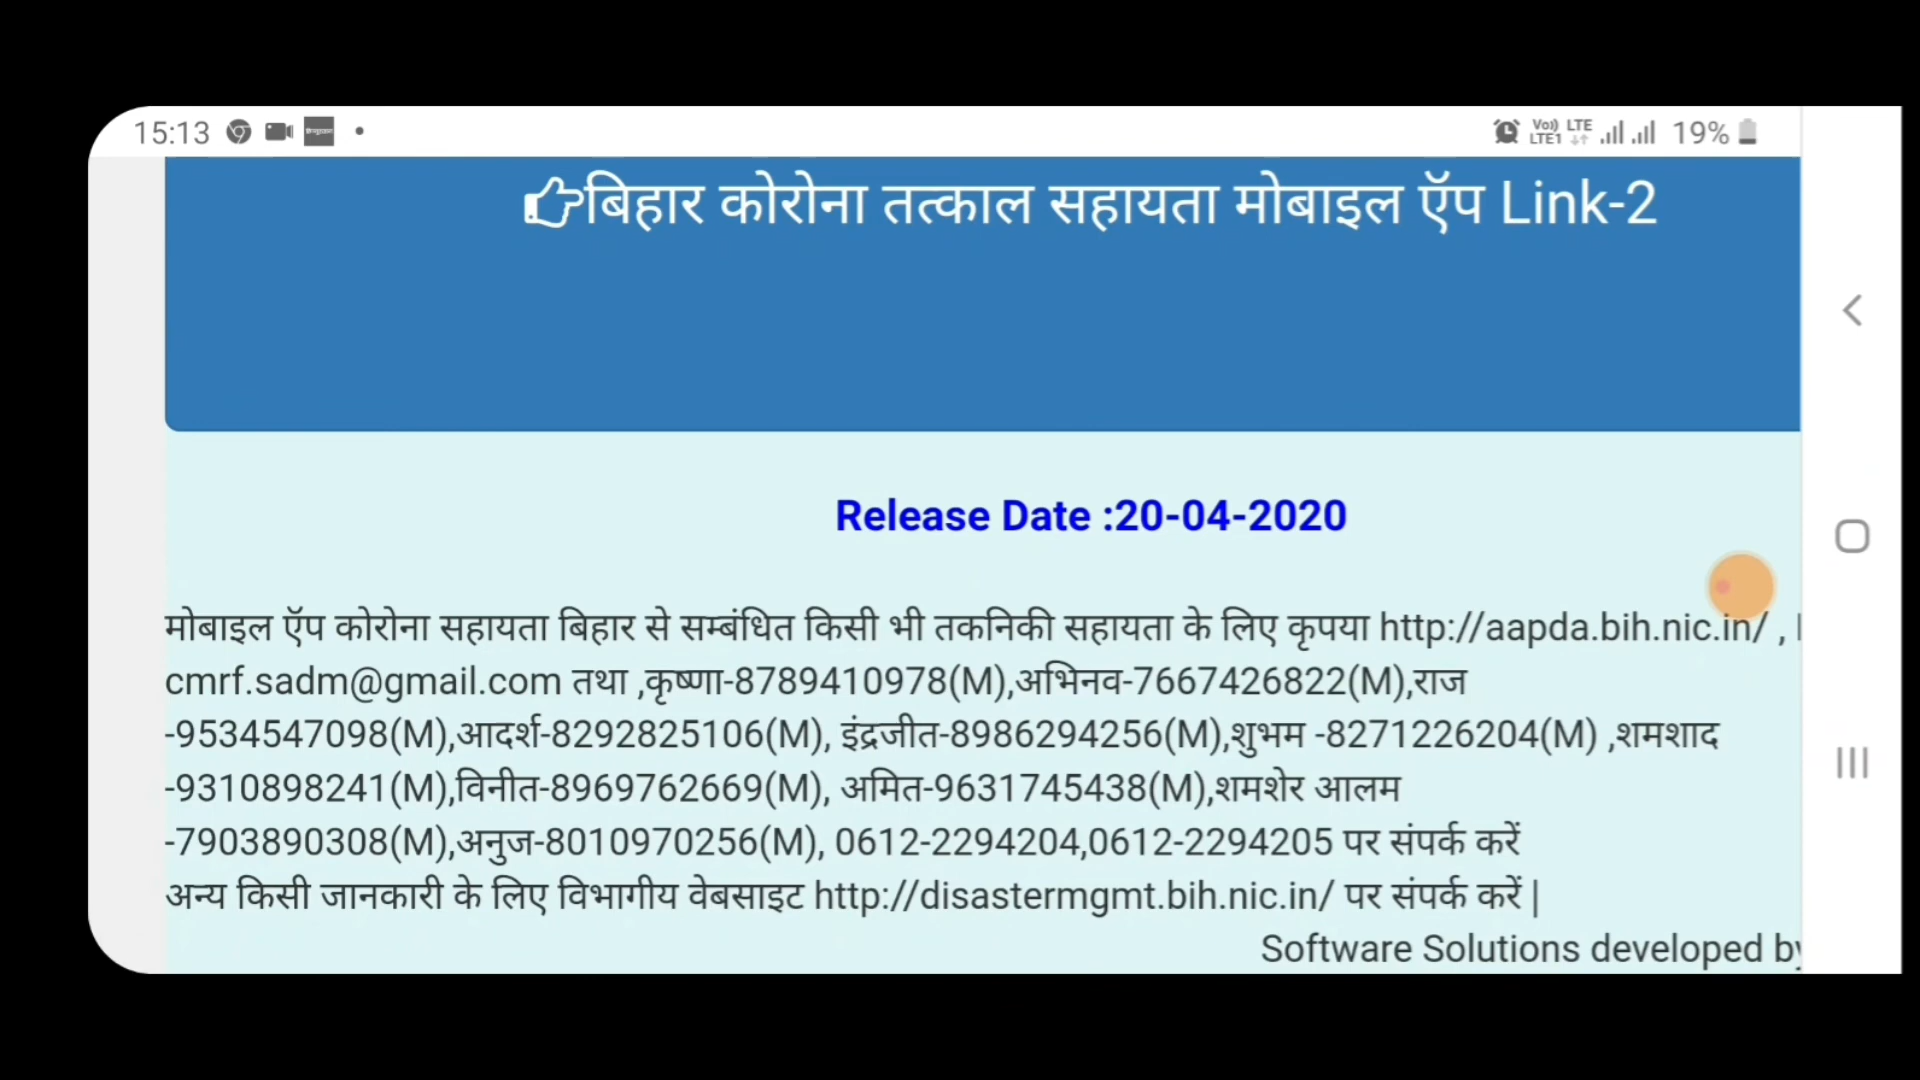 15:13
Vo) LTE1 LTE 19%
बिहार कोरोना तत्काल सहायता मोबाइल ऍप Link-2
Release Date :20-04-2020
मोबाइल ऍप कोरोना सहायता बिहार से सम्बंधित किसी भी तकनिकी सहायता के लिए कृपया http://aapda.bih.nic.in/ ,
cmrf.sadm@gmail.com तथा ,कृष्णा-8789410978(M),अभिनव-7667426822(M),राज
-9534547098(M),आदर्श-8292825106(M), इंद्रजीत-8986294256(M),शुभम -8271226204(M) ,शमशाद
-9310898241(M),विनीत-8969762669(M), अमित-9631745438(M),शमशेर आलम
-7903890308(M),अनुज-8010970256(M), 0612-2294204,0612-2294205 पर संपर्क करें
अन्य किसी जानकारी के लिए विभागीय वेबसाइट http://disastermgmt.bih.nic.in/ पर संपर्क करें |
Software Solutions developed by